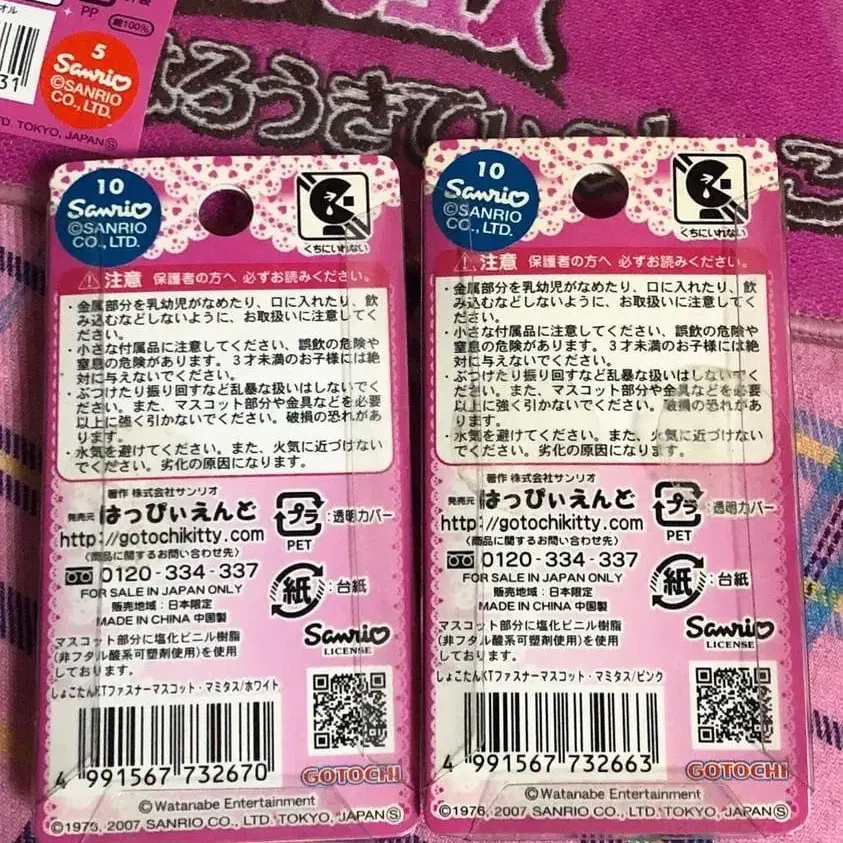 オル
PP
綿100%
31
5
Sanrio
©SANRIO
CO., LTD.
TD. TOKYO, JAPANⓈ
はろうきてぃ
10
Sanrio
©SANRIO
CO., LTD.
くちにいれない
注意 保護者の方へ 必ずお読みください。
・金属部分を乳幼児がなめたり、口に入れたり、飲
み込むなどしないように、お取扱いに注意してくだ
さい。
・小さな付属品に注意してください、誤飲の危険や
窒息の危険があります。3才未満のお子様には絶
対に与えないでください。
・ぶつけたり振り回すなど乱暴な扱いはしないでく
ださい。また、マスコット部分や金具などを必要
以上に強く引かないでください。破損の恐れがあ
ります。
・水気を避けてください。また、火気に近づけない
でください。劣化の原因になります。
著作 株式会社サンリオ
発売元 はっぴぃえんど
http://gotochikitty.com
〈商品に関するお問い合わせ先〉
0120-334-337
FOR SALE IN JAPAN ONLY
販売地域:日本限定
MADE IN CHINA 中国製
プラ :透明カバー
PET
紙 :台紙
マスコット部分に塩化ビニル樹脂
(非フタル酸系可塑剤使用)を使用
しております。
Sanrio
LICENSE
しょこたんKTファスナーマスコット・マミタス/ホワイト
4 991567 732670
GOTOCHI
©Watanabe Entertainment
©1976, 2007 SANRIO CO., LTD. TOKYO, JAPANⓈ
10
Sanrio
©SANRIO
CO., LTD.
くちにいれない
注意 保護者の方へ 必ずお読みください。
・金属部分を乳幼児がなめたり、口に入れたり、飲
み込むなどしないように、お取扱いに注意してくだ
さい。
・小さな付属品に注意してください、誤飲の危険や
窒息の危険があります。3才未満のお子様には絶
対に与えないでください。
・ぶつけたり振り回すなど乱暴な扱いはしないでく
ださい。また、マスコット部分や金具などを必要
以上に強く引かないでください。破損の恐れがあ
ります。
・水気を避けてください。また、火気に近づけない
でください。劣化の原因になります。
著作 株式会社サンリオ
発売元 はっぴぃえんど
http://gotochikitty.com
〈商品に関するお問い合わせ先〉
0120-334-337
FOR SALE IN JAPAN ONLY
販売地域:日本限定
MADE IN CHINA 中国製
プラ :透明カバー
PET
紙 :台紙
マスコット部分に塩化ビニル樹脂
(非フタル酸系可塑剤使用)を使用
しております。
Sanrio
LICENSE
しょこたんKTファスナーマスコット・マミタス/ピンク
4 991567 732663
GOTOCHI
©Watanabe Entertainment
©1976, 2007 SANRIO CO., LTD. TOKYO, JAPANⓈ